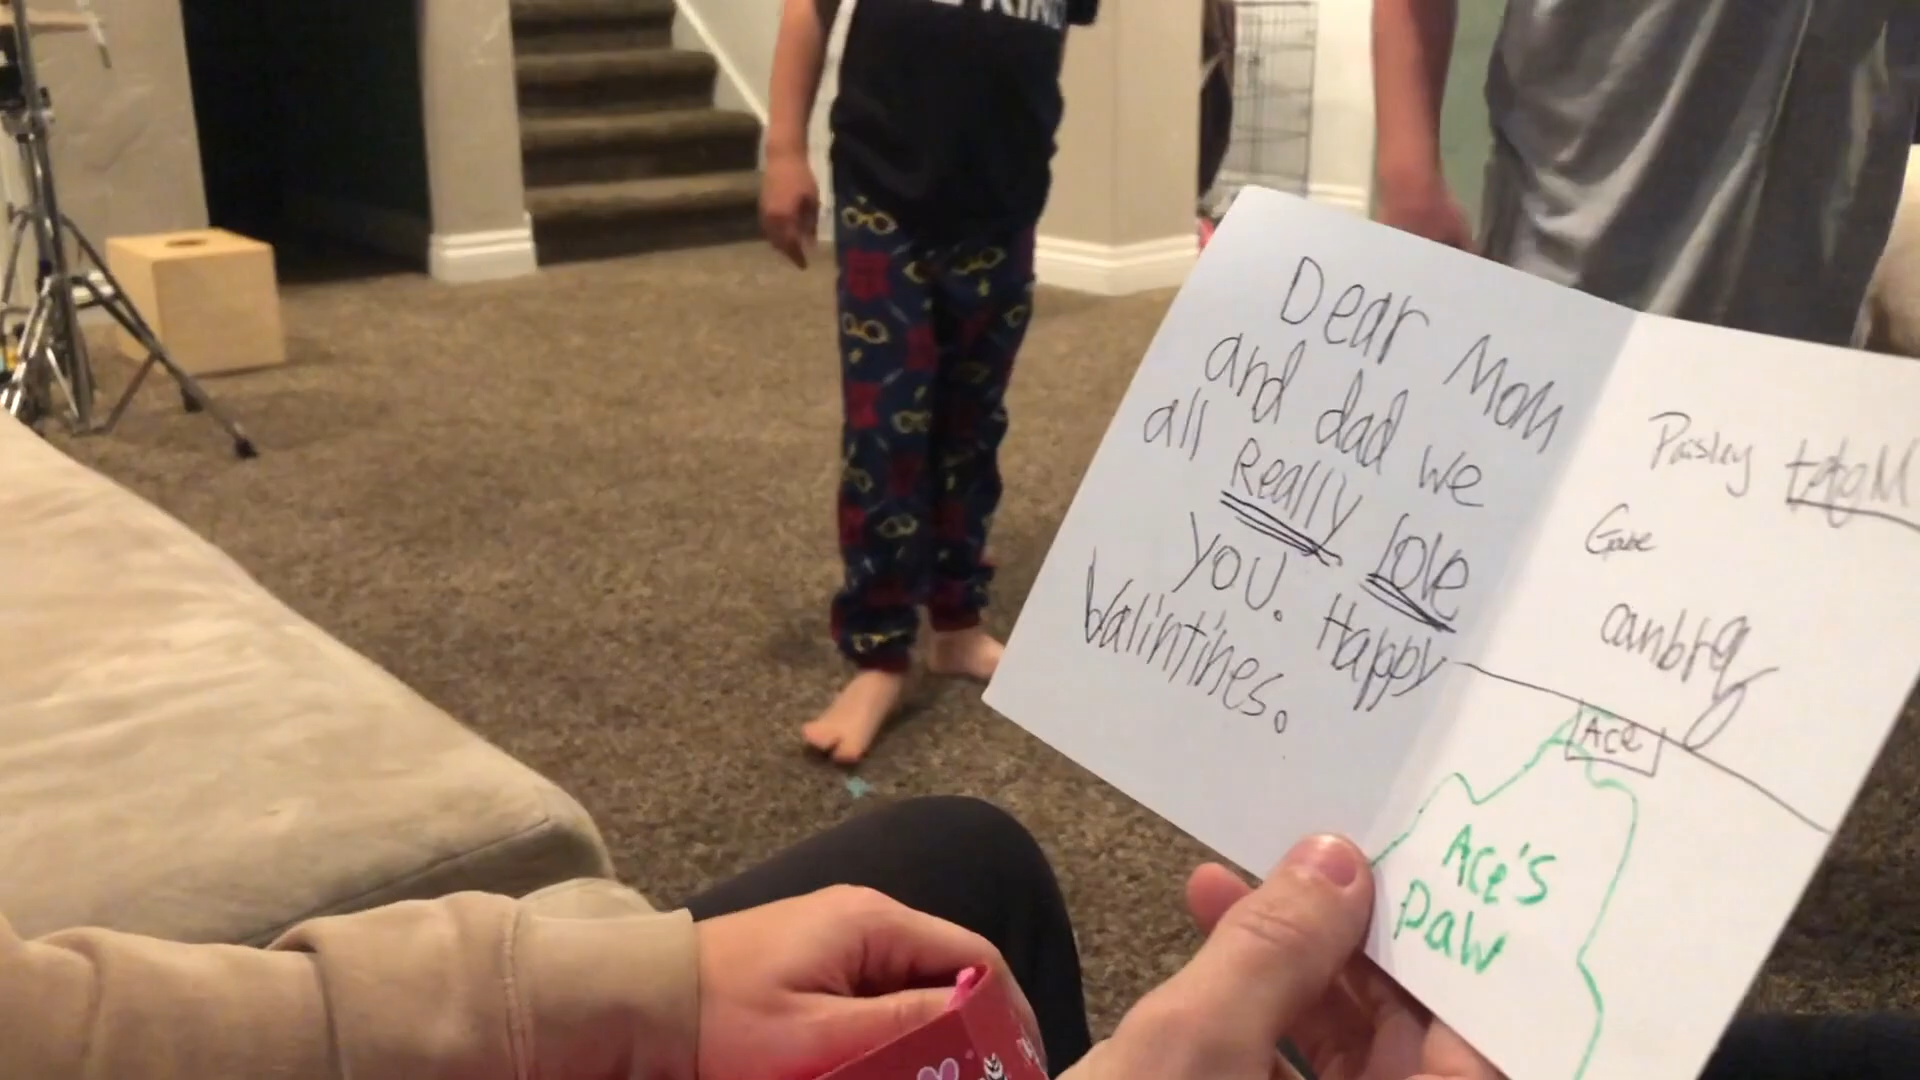 Dear Mom
and dad we
all Really love
you. Happy
Valintines.
Paisley
Gabe
Ace
Ace's
paw